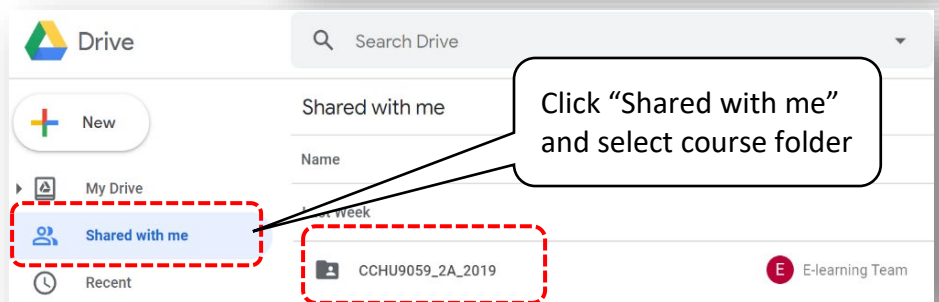 Drive
Search Drive
New
Shared with me
Click “Shared with me”
and select course folder
Name
My Drive
Last Week
Shared with me
CCHU9059_2A_2019
E
E-learning Team
Recent